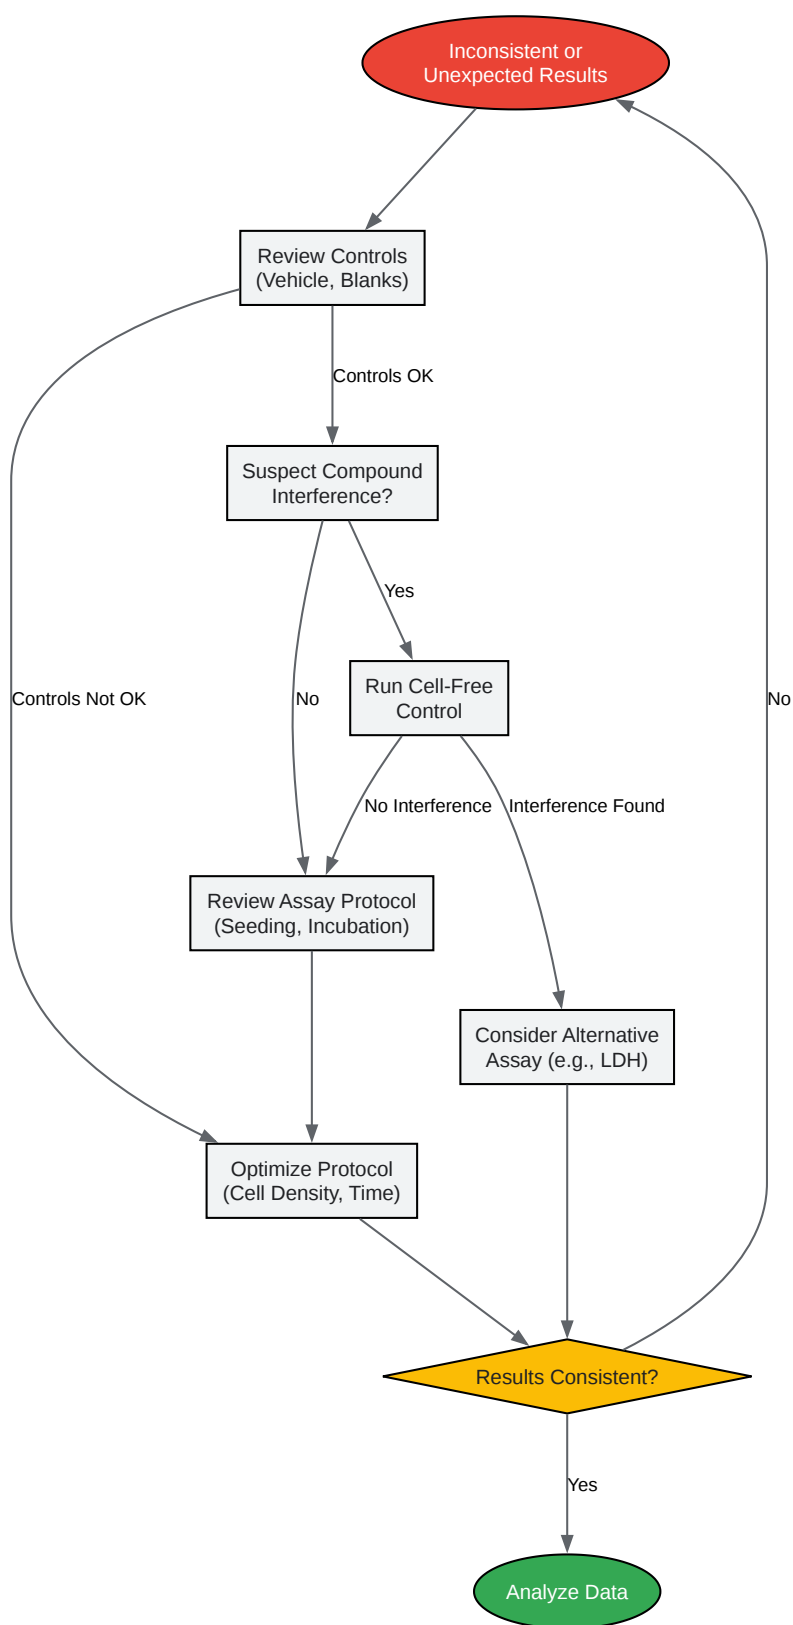 Inconsistent or
Unexpected Results
Review Controls
(Vehicle, Blanks)
Controls OK
Suspect Compound
Interference?
Yes
Run Cell-Free
Control
Controls Not OK
No
No
No Interference
Interference Found
Review Assay Protocol
(Seeding, Incubation)
Consider Alternative
Assay (e.g., LDH)
Optimize Protocol
(Cell Density, Time)
Results Consistent?
Yes
Analyze Data